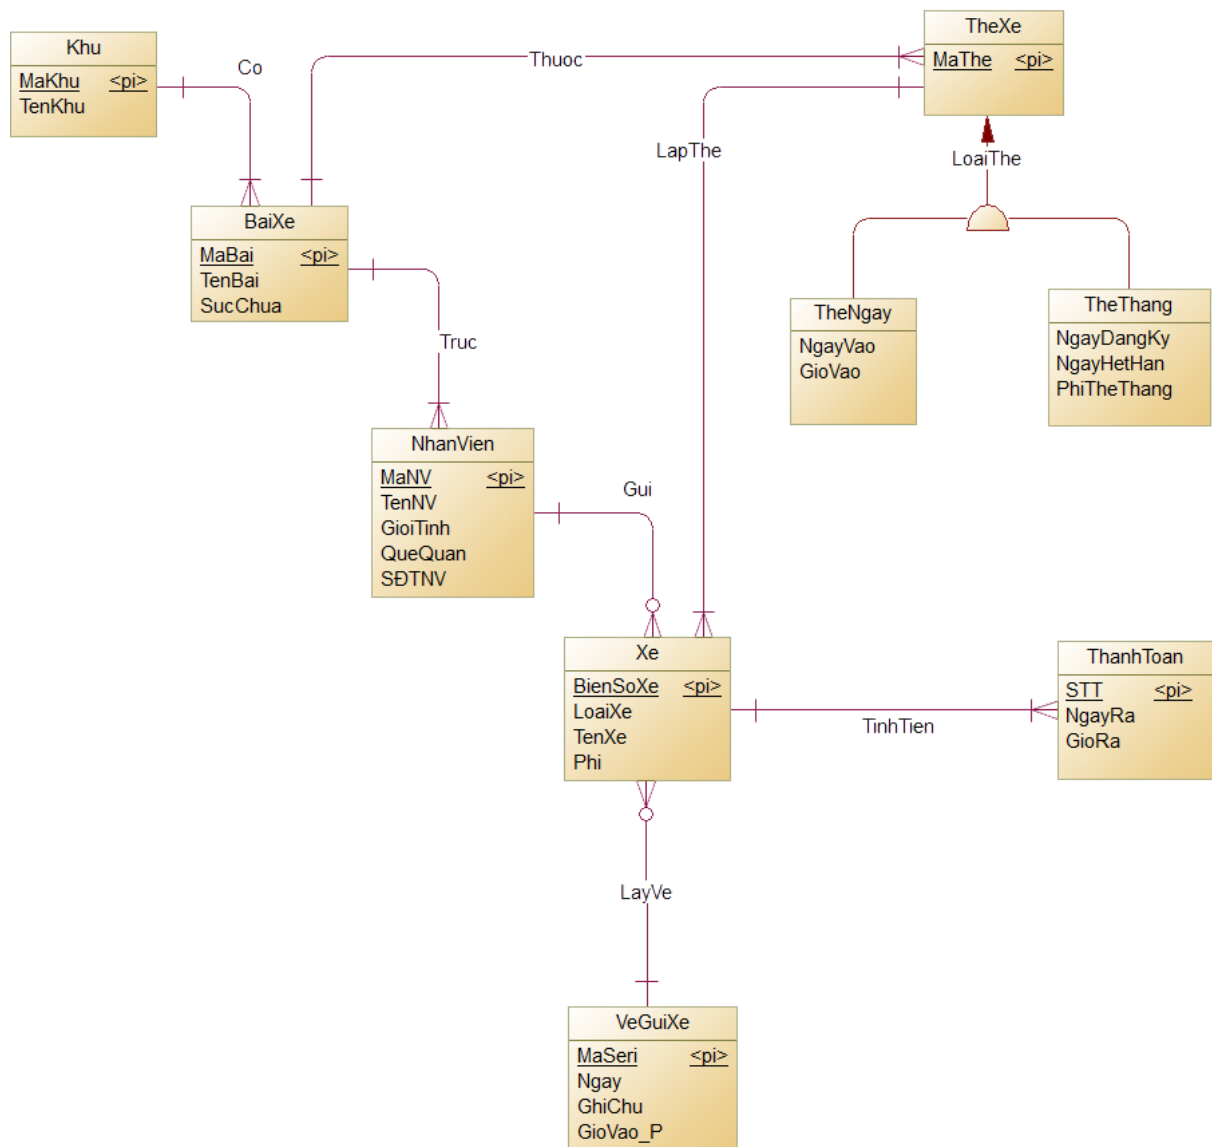 Khu
MaKhu <pi>
TenKhu
Co
Thuoc
TheXe
MaThe <pi>
LapThe
LoaiThe
BaiXe
MaBai <pi>
TenBai
SucChua
Truc
TheNgay
NgayVao
GioVao
TheThang
NgayDangKy
NgayHetHan
PhiTheThang
NhanVien
MaNV <pi>
TenNV
GioiTinh
QueQuan
SĐTNV
Gui
Xe
BienSoXe <pi>
LoaiXe
TenXe
Phi
TinhTien
ThanhToan
STT <pi>
NgayRa
GioRa
LayVe
VeGuiXe
MaSeri <pi>
Ngay
GhiChu
GioVao_P